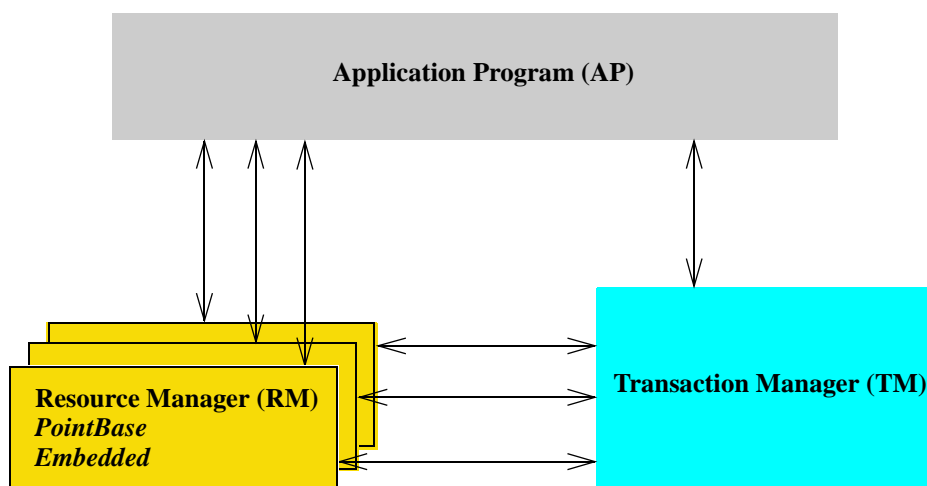 Application Program (AP)
Resource Manager (RM)
PointBase
Embedded
Transaction Manager (TM)